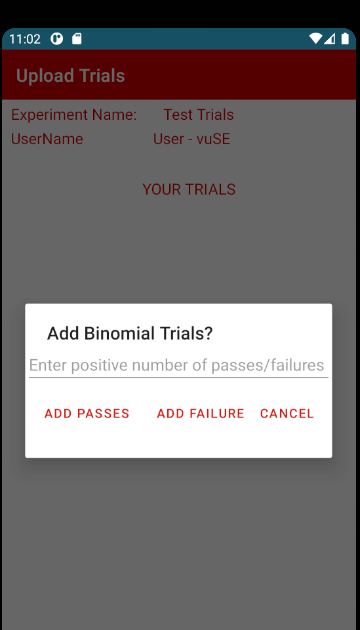 11:02
Upload Trials
Experiment Name: Test Trials
UserName User - vuSE
YOUR TRIALS
Add Binomial Trials?
Enter positive number of passes/failures
ADD PASSES ADD FAILURE CANCEL